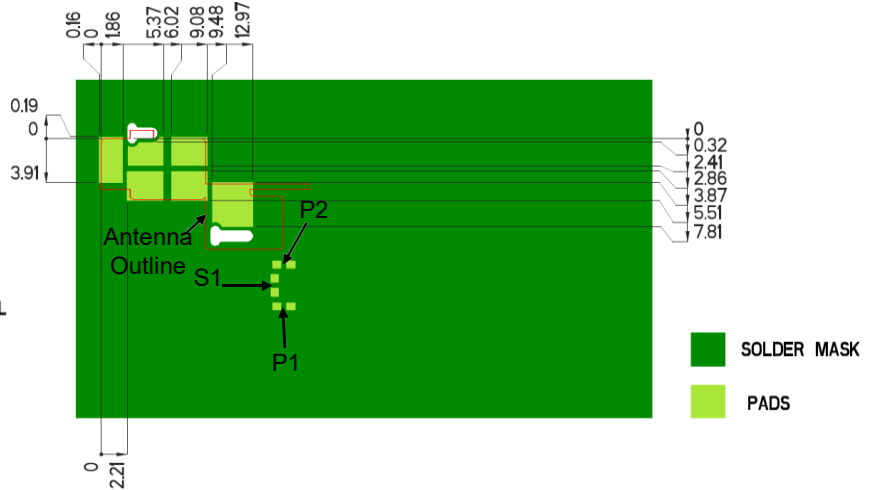 0.16
0
1.86
5.37
6.02
9.08
9.48
12.97
0.19
0
3.91
0
0.32
2.41
2.86
3.87
5.51
7.81
P2
Antenna
Outline
S1
P1
SOLDER MASK
PADS
0
2.21